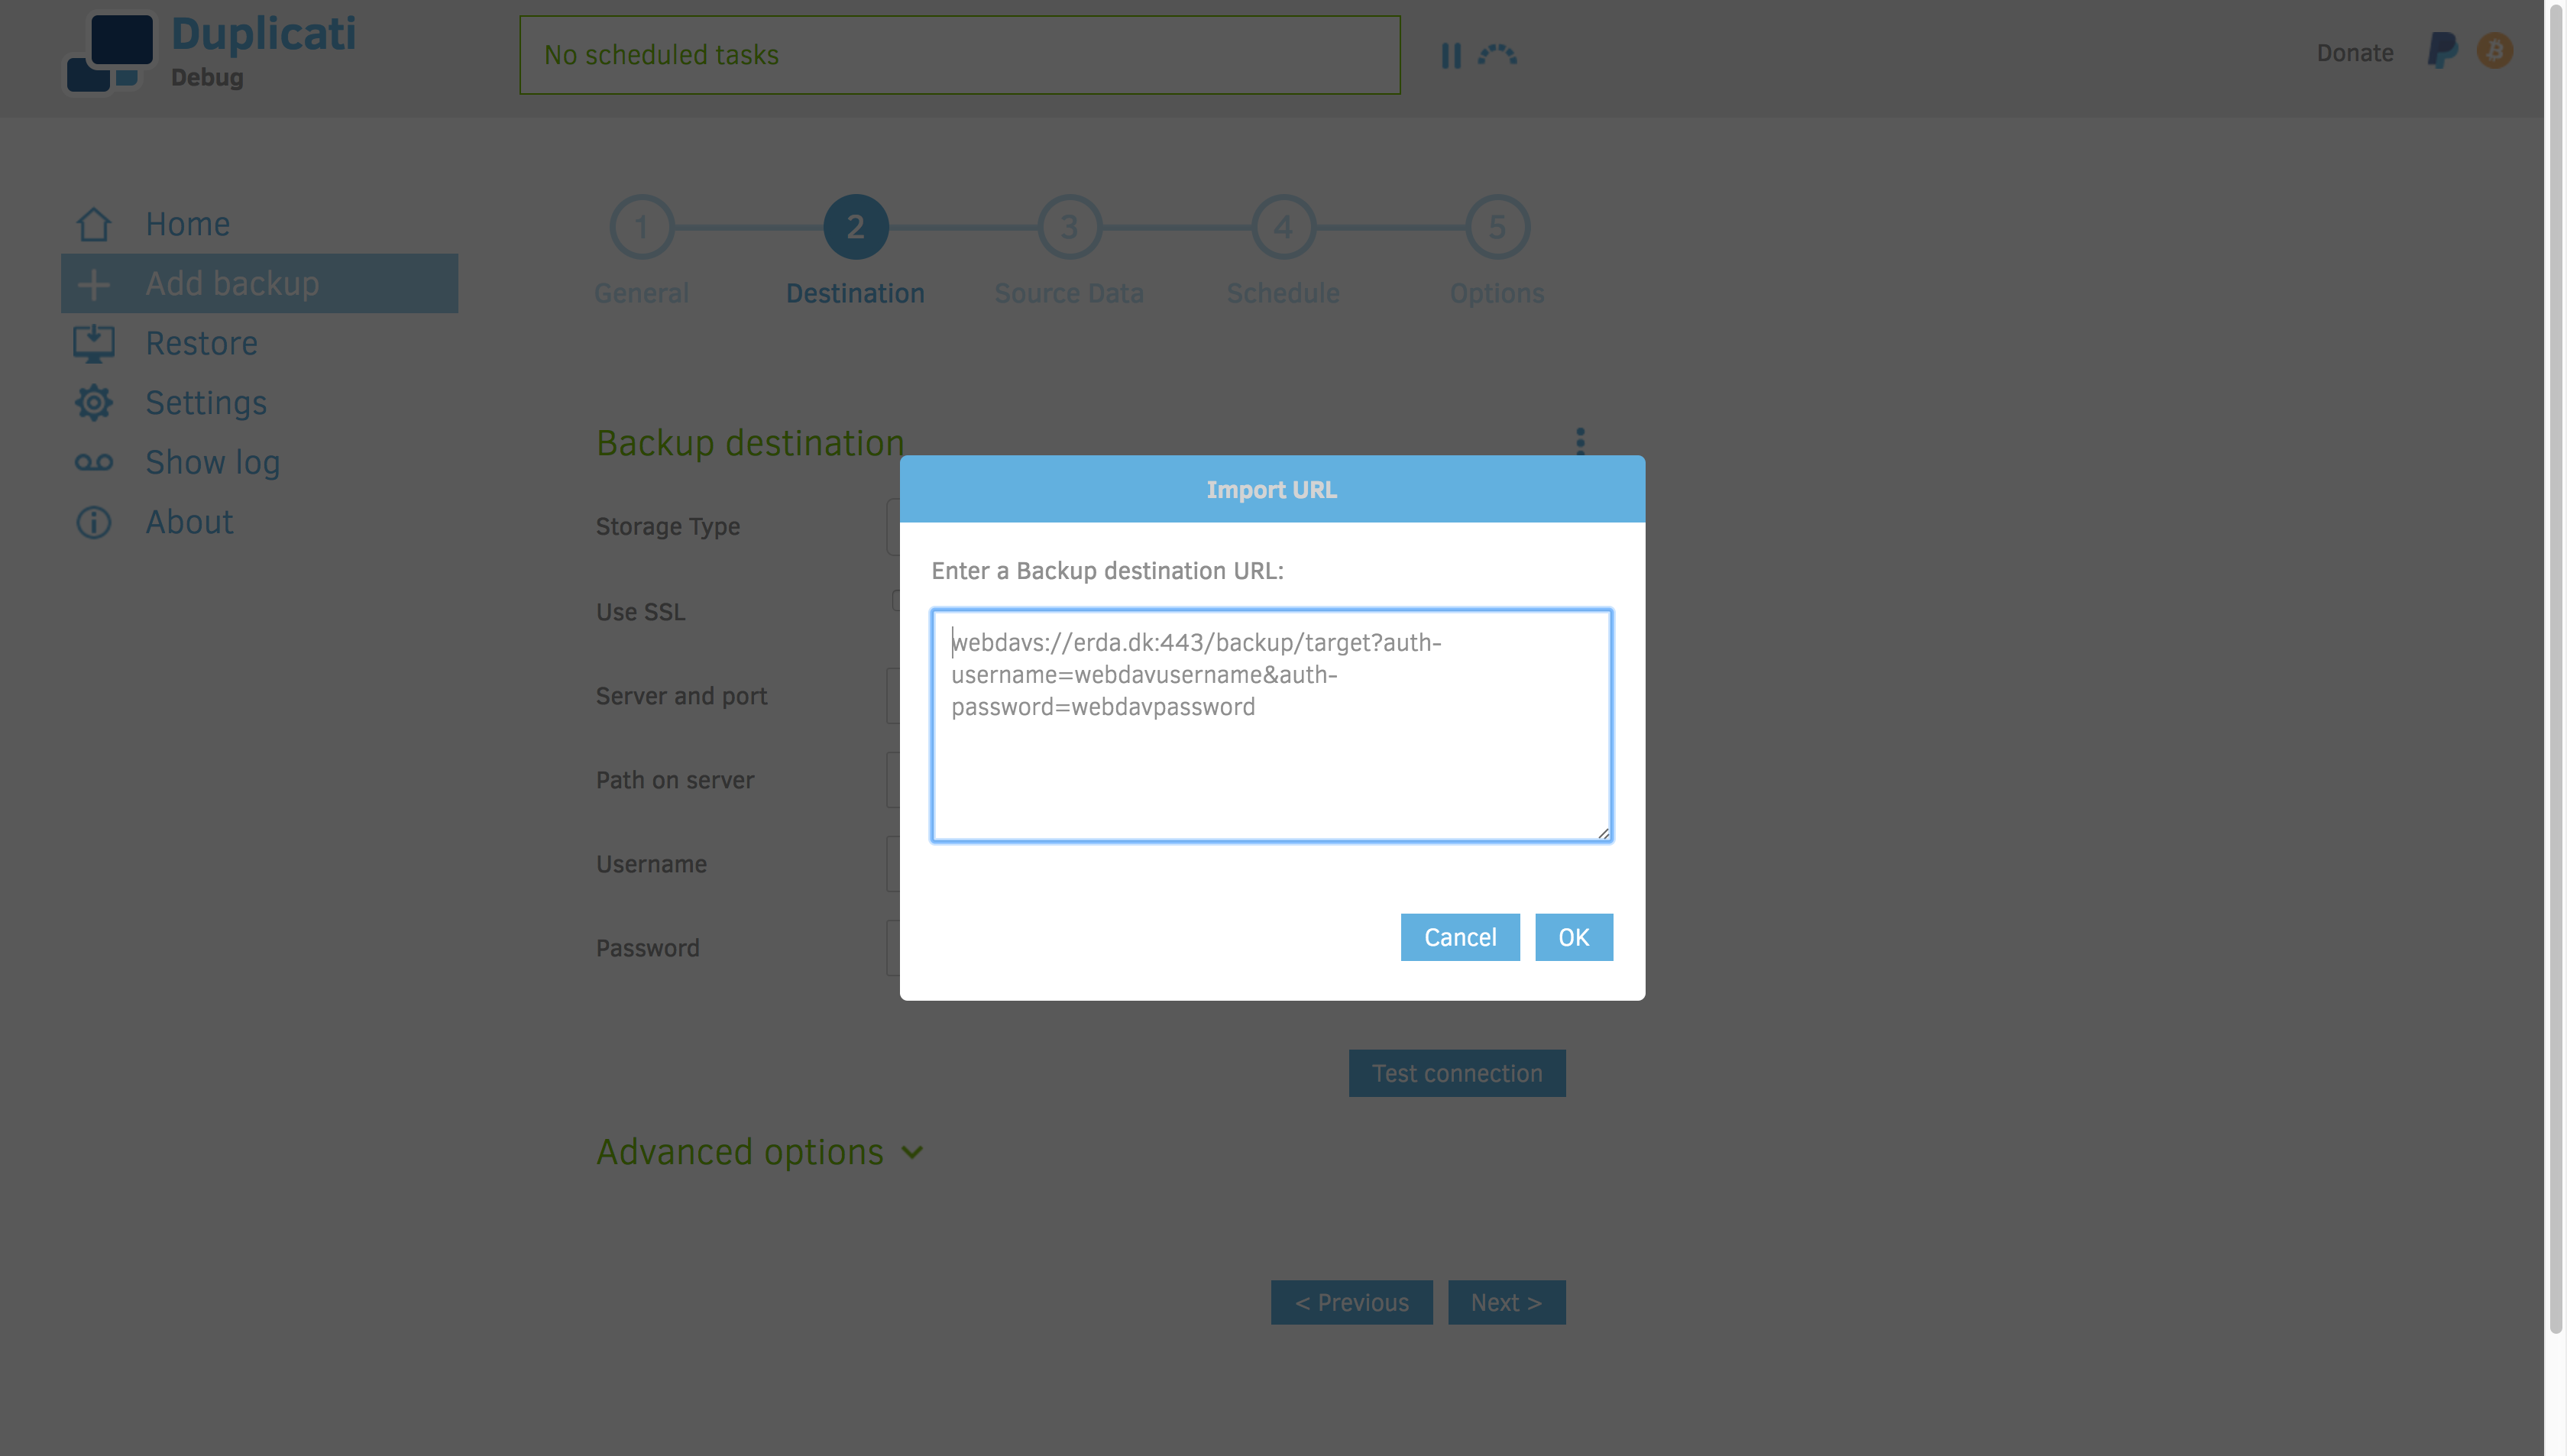 Duplicati
Debug
No scheduled tasks
Donate
Home
Add backup
Restore
Settings
Show log
About
1
2
3
4
5
General
Destination
Source Data
Schedule
Options
Backup destination
Storage Type
Use SSL
Server and port
Path on server
Username
Password
Import URL
Enter a Backup destination URL:
webdavs://erda.dk:443/backup/target?auth-
username=webdavusername&auth-
password=webdavpassword
Cancel
OK
Test connection
Advanced options
< Previous
Next >